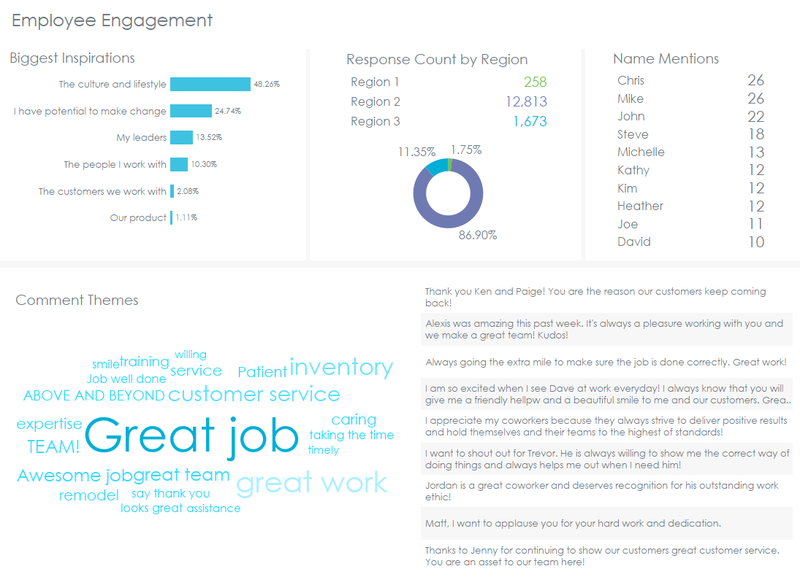 Employee Engagement
Biggest Inspirations
The culture and lifestyle 48.26%
I have potential to make change 24.74%
My leaders 13.52%
The people I work with 10.30%
The customers we work with 2.08%
Our product 1.11%
Response Count by Region
Region 1 258
Region 2 12,813
Region 3 1,673
11.35% 1.75%
86.90%
Name Mentions
Chris 26
Mike 26
John 22
Steve 18
Michelle 13
Kathy 12
Kim 12
Heather 12
Joe 11
David 10
Comment Themes
willing
smile training
service
Patient inventory
Job well done
ABOVE AND BEYOND customer service
expertise
Great job
caring
TEAM!
taking the time
timely
Awesome job great team
great work
remodel
say thank you
looks great assistance
Thank you Ken and Paige! You are the reason our customers keep coming
back!
Alexis was amazing this past week. It's always a pleasure working with you and
we make a great team! Kudos!
Always going the extra mile to make sure the job is done correctly. Great work!
I am so excited when I see Dave at work everyday! I always know that you will
give me a friendly hellpw and a beautiful smile to me and our customers. Grea..
I appreciate my coworkers because they always strive to deliver positive results
and hold themselves and their teams to the highest of standards!
I want to shout out for Trevor. He is always willing to show me the correct way of
doing things and always helps me out when I need him!
Jordan is a great coworker and deserves recognition for his outstanding work
ethic!
Matt, I want to applause you for your hard work and dedication.
Thanks to Jenny for continuing to show our customers great customer service.
You are an asset to our team here!